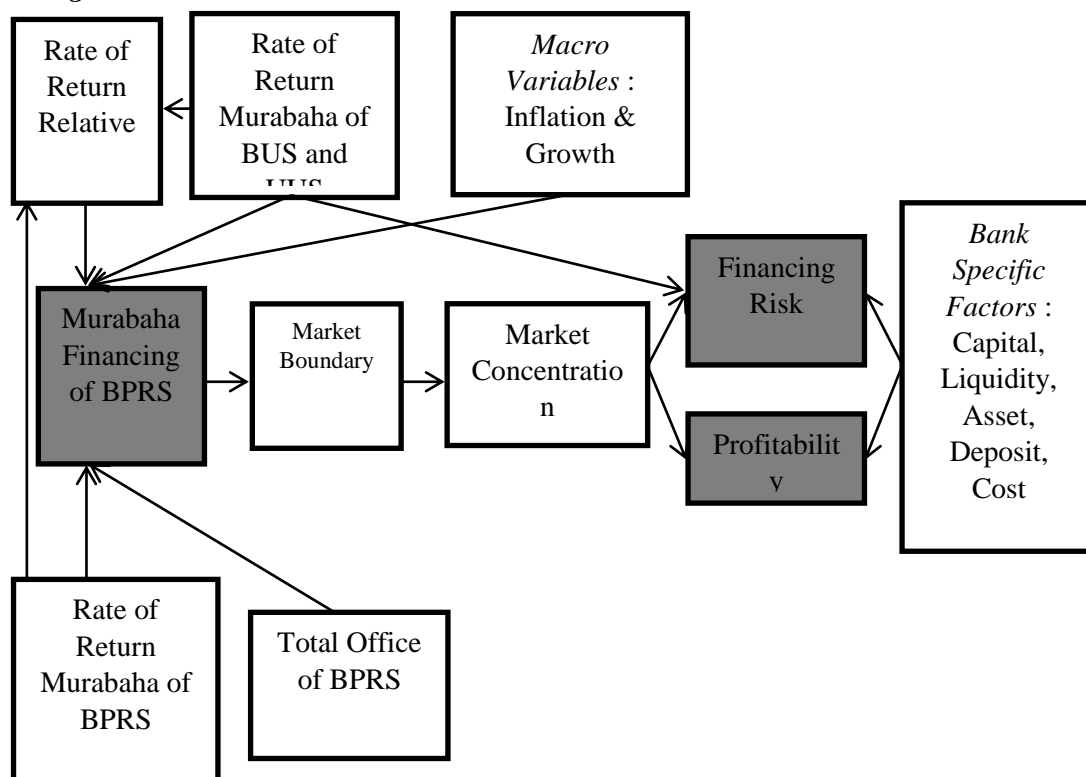 Rate of
Return
Relative
Rate of
Return
Murabaha of
BUS and
UUS
Macro
Variables :
Inflation &
Growth
Bank
Specific
Factors :
Capital,
Liquidity,
Asset,
Deposit,
Cost
Financing
Risk
Murabaha
Financing
of BPRS
Market
Boundary
Market
Concentratio
n
Profitabilit
y
Rate of
Return
Murabaha of
BPRS
Total Office
of BPRS